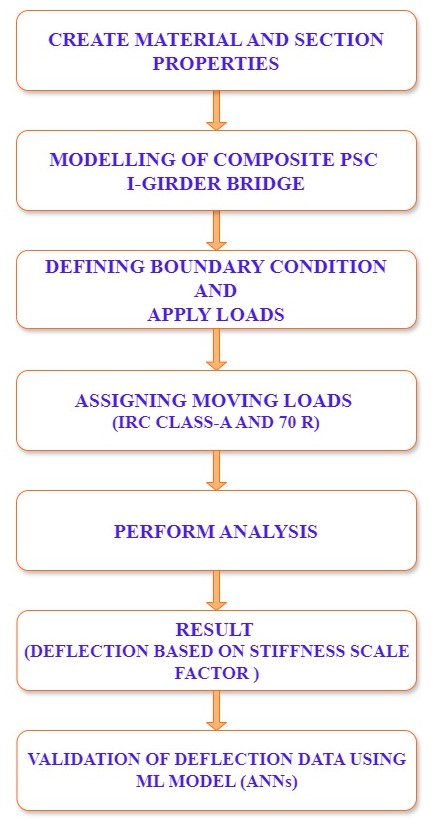 CREATE MATERIAL AND SECTION
PROPERTIES
MODELLING OF COMPOSITE PSC
I-GIRDER BRIDGE
DEFINING BOUNDARY CONDITION
AND
APPLY LOADS
ASSIGNING MOVING LOADS
(IRC CLASS-A AND 70 R)
PERFORM ANALYSIS
RESULT
(DEFLECTION BASED ON STIFFNESS SCALE
FACTOR )
VALIDATION OF DEFLECTION DATA USING
ML MODEL (ANNs)